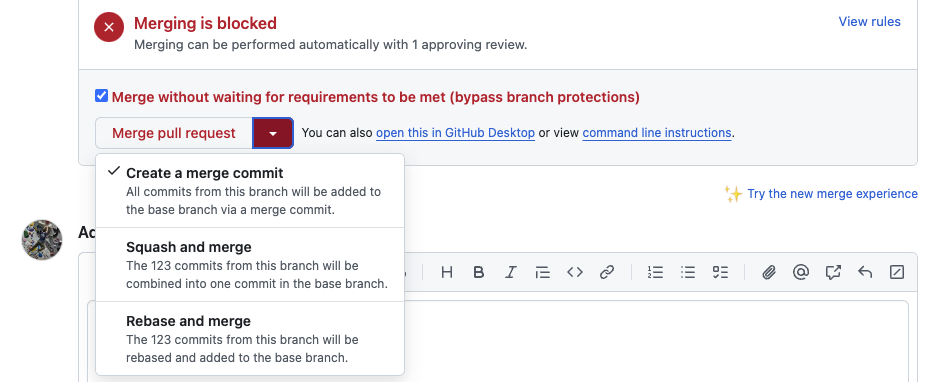 Merging is blocked
View rules
Merging can be performed automatically with 1 approving review.
Merge without waiting for requirements to be met (bypass branch protections)
Merge pull request
You can also open this in GitHub Desktop or view command line instructions.
Create a merge commit
All commits from this branch will be added to
the base branch via a merge commit.
Try the new merge experience
Squash and merge
The 123 commits from this branch will be
combined into one commit in the base branch.
Rebase and merge
The 123 commits from this branch will be
rebased and added to the base branch.